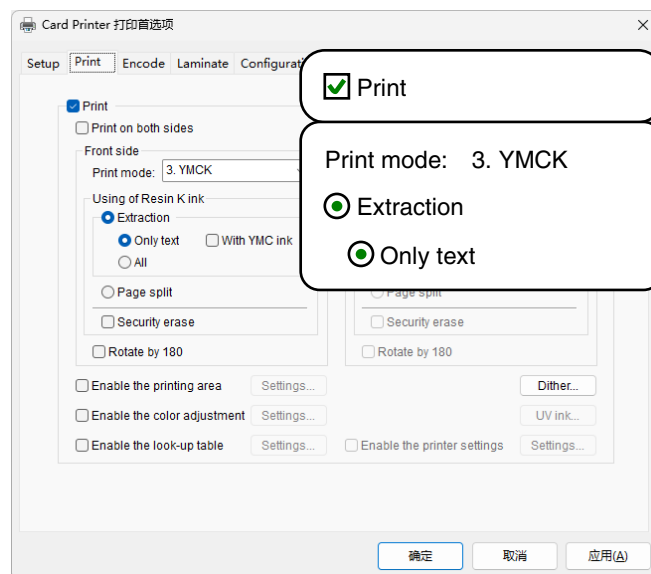 Card Printer 打印首选项
Setup Print Encode Laminate Configurati
Print
Print
Print on both sides
Front side
Print mode: 3. YMCK
Print mode: 3. YMCK
Using of Resin K ink
Extraction
Extraction
Only text With YMC ink
Only text
All
Page split Page split
Security erase Security erase
Rotate by 180 Rotate by 180
Enable the printing area Settings... Dither...
Enable the color adjustment Settings... UV ink...
Enable the look-up table Settings... Enable the printer settings Settings...
确定 取消 应用(A)